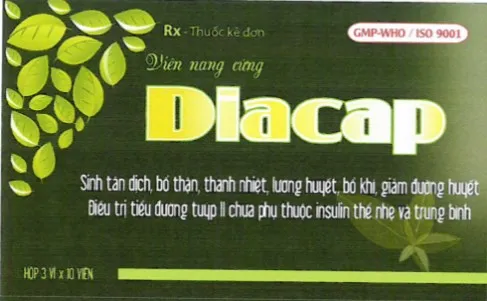 Rx - Thuốc kê đơn
GMP-WHO / ISO 9001
Viên nang cứng
Diacap
Sinh tân dịch, bổ thận, thanh nhiệt, lương huyết, bổ khí, giảm đường huyết
Điều trị tiểu đường tuýp II chưa phụ thuộc insulin thể nhẹ và trung bình
HỘP 3 VỈ x 10 VIÊN